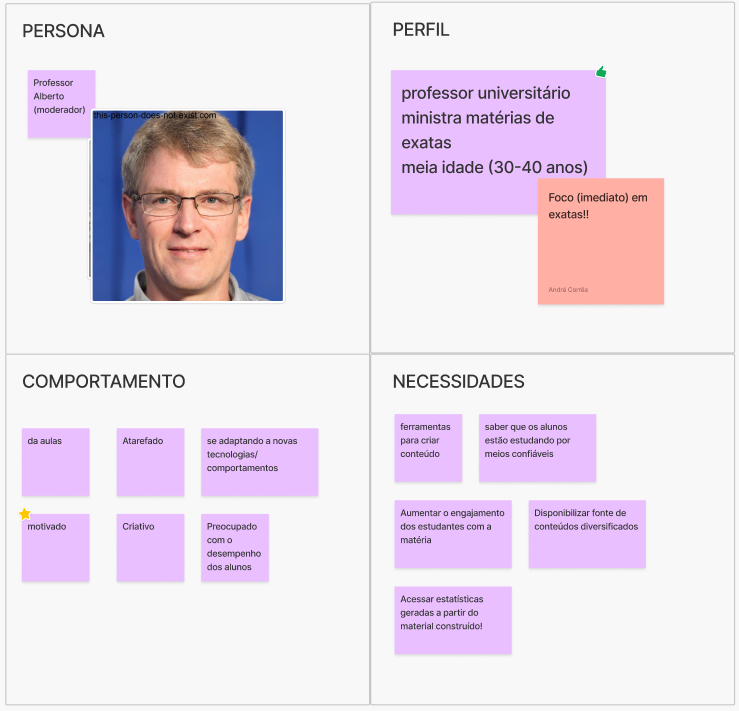 PERSONA
Professor
Alberto
(moderador)
this-person-does-not-exist.com
PERFIL
professor universitário
ministra matérias de
exatas
meia idade (30-40 anos)
Foco (imediato) em
exatas!!
André Corrêa
COMPORTAMENTO
da aulas
Atarefado
se adaptando a novas
tecnologias/
comportamentos
motivado
Criativo
Preocupado
com o
desempenho
dos alunos
NECESSIDADES
ferramentas
para criar
conteúdo
saber que os alunos
estão estudando por
meios confiáveis
Aumentar o engajamento
dos estudantes com a
matéria
Disponibilizar fonte de
conteúdos diversificados
Acessar estatísticas
geradas a partir do
material construído!